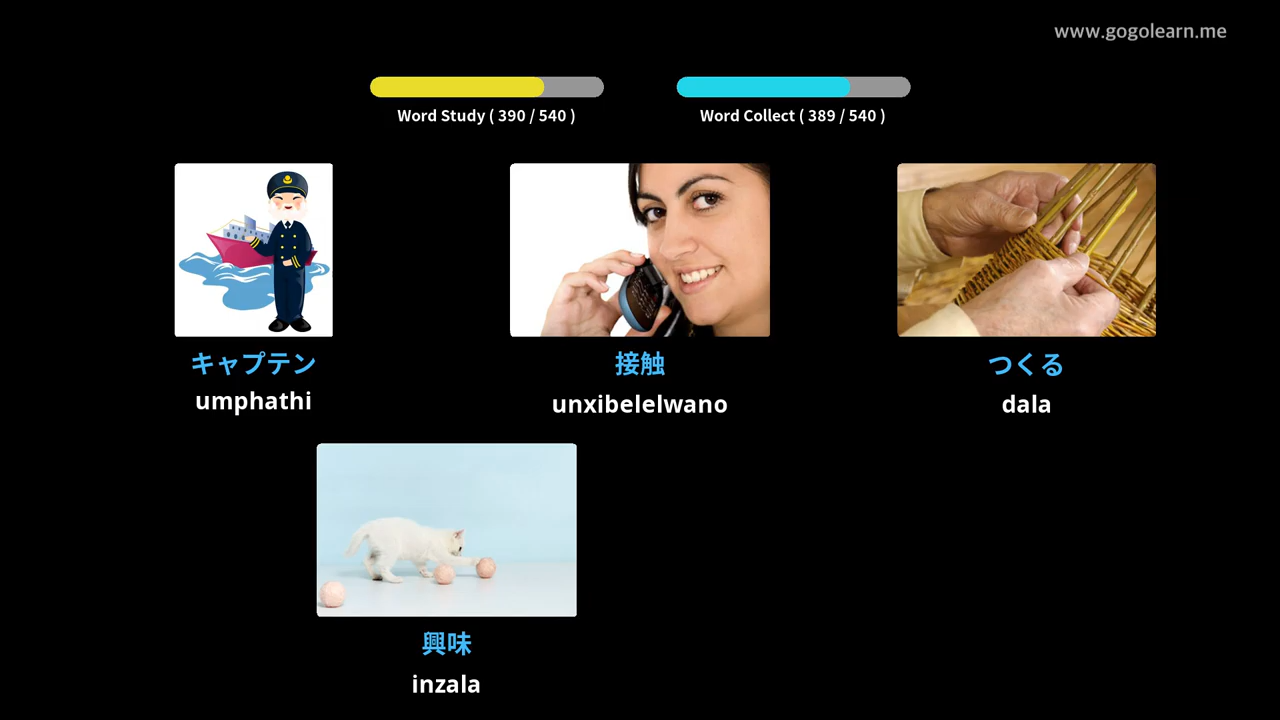 www.gogolearn.me
Word Study ( 390 / 540 )
Word Collect ( 389 / 540 )
キャプテン
umphathi
接触
unxibelelwano
つくる
dala
興味
inzala